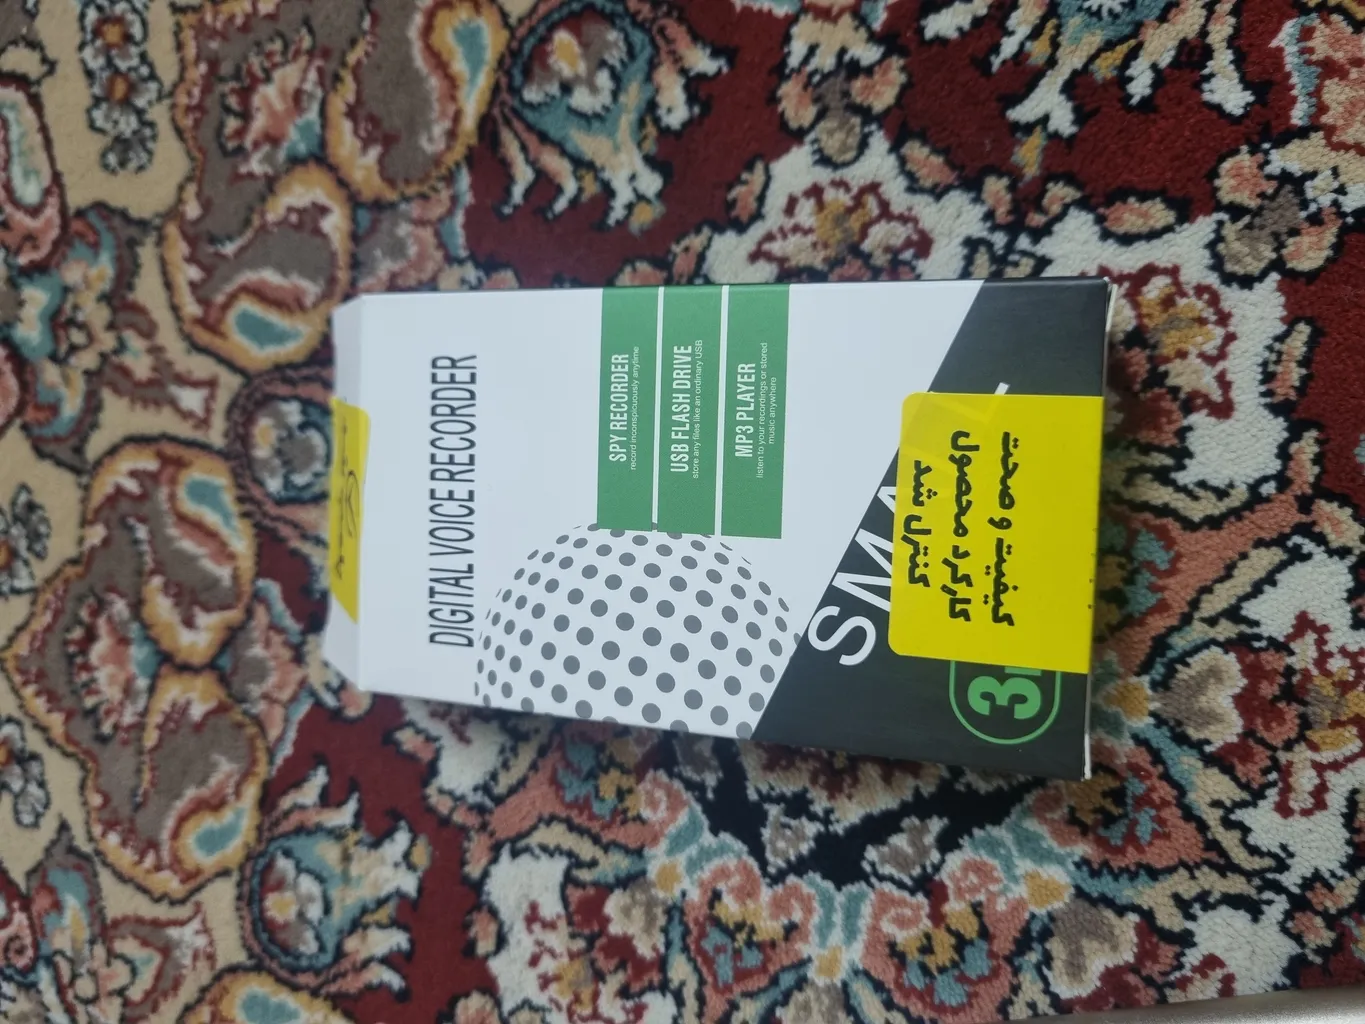 DIGITAL VOICE RECORDER
SPY RECORDER
record inconspicuously anytime
USB FLASH DRIVE
store any files like an ordinary USB
MP3 PLAYER
listen to your recordings or stored
music anywhere
کیفیت و صحت
کارکرد محصول
کنترل شد